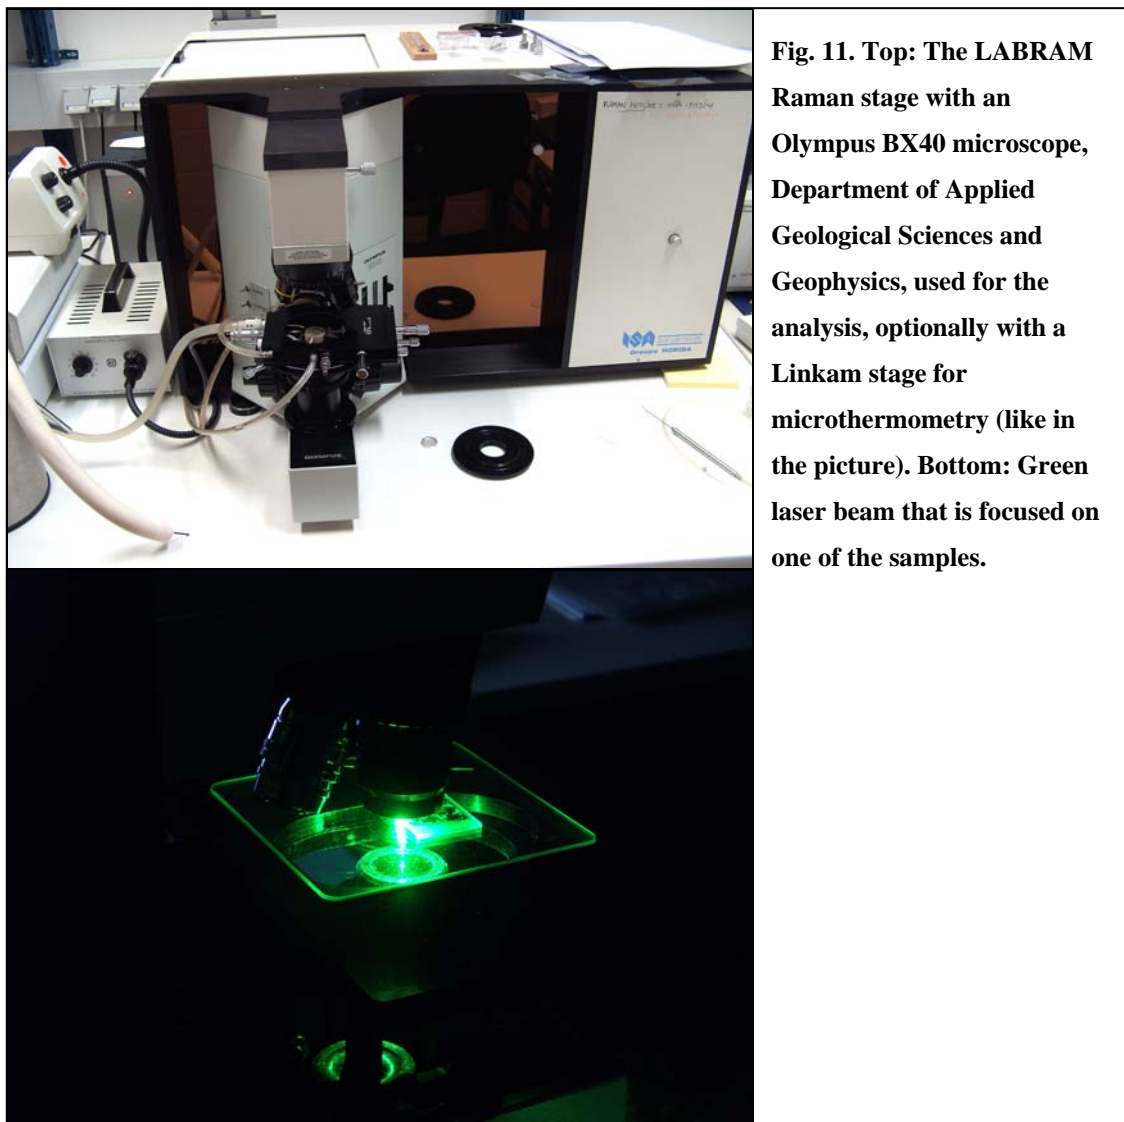 Fig. 11. Top: The LABRAM
Raman stage with an
Olympus BX40 microscope,
Department of Applied
Geological Sciences and
Geophysics, used for the
analysis, optionally with a
Linkam stage for
microthermometry (like in
the picture). Bottom: Green
laser beam that is focused on
one of the samples.
RAMAN
OLYMPUS
ISA
Groupe HORIBA
OLYMPUS